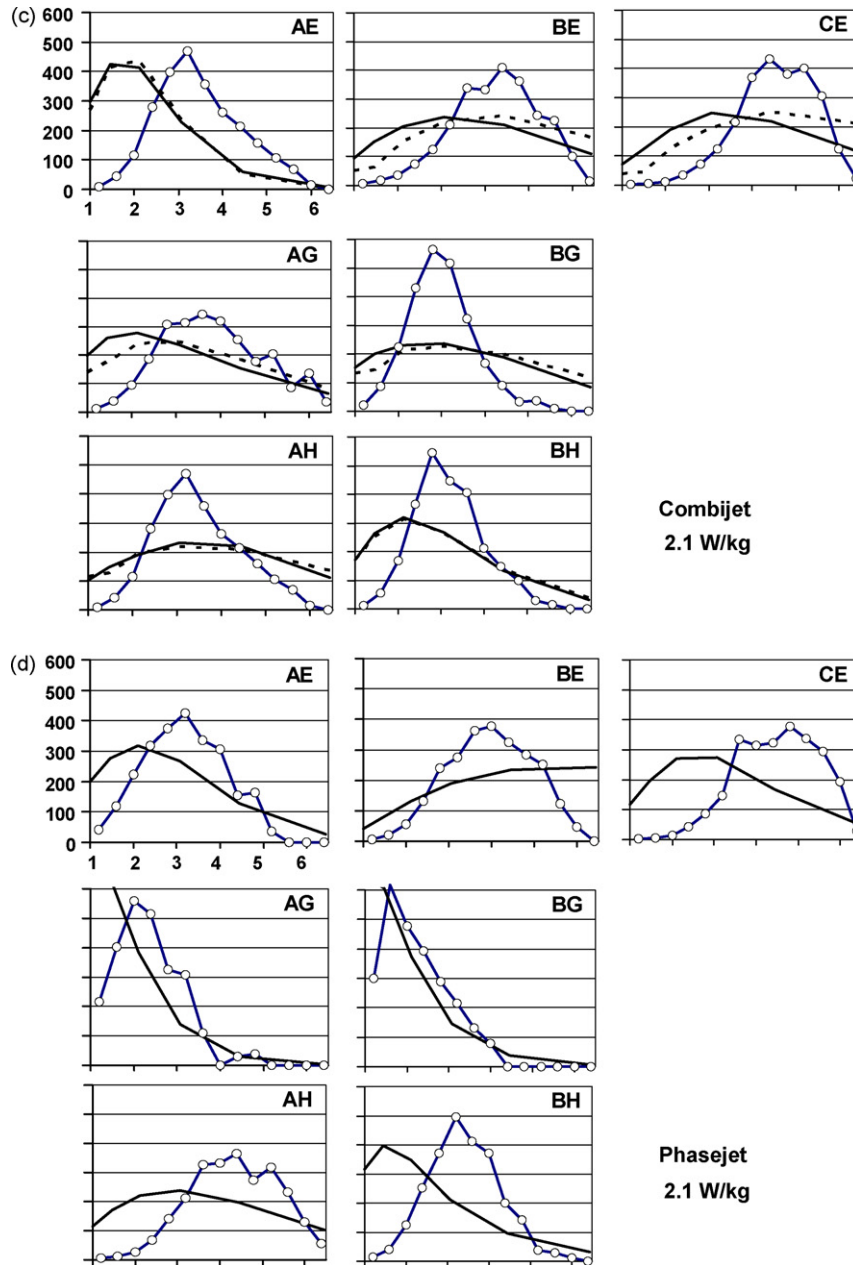 (c)
600
500
400
300
200
100
0
1 2 3 4 5 6
AE
BE
CE
AG
BG
AH
BH
Combijet
2.1 W/kg
(d)
600
500
400
300
200
100
0
1 2 3 4 5 6
AE
BE
CE
AG
BG
AH
BH
Phasejet
2.1 W/kg